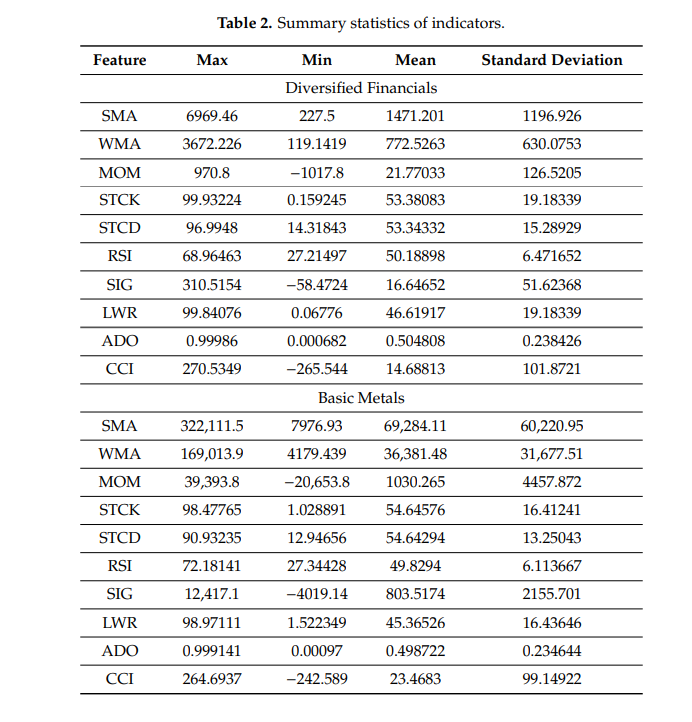 Table 2. Summary statistics of indicators.
Feature Max Min Mean Standard Deviation
Diversified Financials
SMA 6969.46 227.5 1471.201 1196.926
WMA 3672.226 119.1419 772.5263 630.0753
MOM 970.8 −1017.8 21.77033 126.5205
STCK 99.93224 0.159245 53.38083 19.18339
STCD 96.9948 14.31843 53.34332 15.28929
RSI 68.96463 27.21497 50.18898 6.471652
SIG 310.5154 −58.4724 16.64652 51.62368
LWR 99.84076 0.06776 46.61917 19.18339
ADO 0.99986 0.000682 0.504808 0.238426
CCI 270.5349 −265.544 14.68813 101.8721
Basic Metals
SMA 322,111.5 7976.93 69,284.11 60,220.95
WMA 169,013.9 4179.439 36,381.48 31,677.51
MOM 39,393.8 −20,653.8 1030.265 4457.872
STCK 98.47765 1.028891 54.64576 16.41241
STCD 90.93235 12.94656 54.64294 13.25043
RSI 72.18141 27.34428 49.8294 6.113667
SIG 12,417.1 −4019.14 803.5174 2155.701
LWR 98.97111 1.522349 45.36526 16.43646
ADO 0.999141 0.00097 0.498722 0.234644
CCI 264.6937 −242.589 23.4683 99.14922